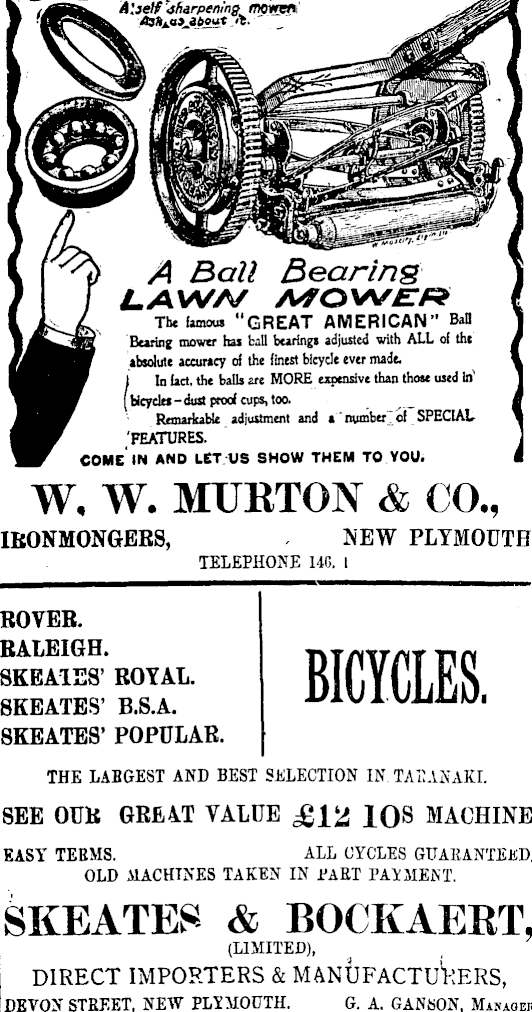 A self sharpening mower
Ask us about it.
A Ball Bearing
LAWN MOWER
The famous "GREAT AMERICAN" Ball
Bearing mower has ball bearings adjusted with ALL of the
absolute accuracy of the finest bicycle ever made.
In fact, the balls are MORE expensive than those used in
bicycles - dust proof cups, too.
Remarkable adjustment and a number of SPECIAL
FEATURES.
COME IN AND LET US SHOW THEM TO YOU.
W. W. MURTON & CO.,
IRONMONGERS, NEW PLYMOUTH
TELEPHONE 146.
ROVER.
RALEIGH.
SKEATES' ROYAL.
SKEATES' B.S.A.
SKEATES' POPULAR.
BICYCLES.
THE LARGEST AND BEST SELECTION IN TARANAKI.
SEE OUR GREAT VALUE £12 10S MACHINE
EASY TERMS. ALL CYCLES GUARANTEED,
OLD MACHINES TAKEN IN PART PAYMENT.
SKEATES & BOCKAERT,
(LIMITED),
DIRECT IMPORTERS & MANUFACTURERS,
DEVON STREET, NEW PLYMOUTH. G. A. GANSON, MANAGER